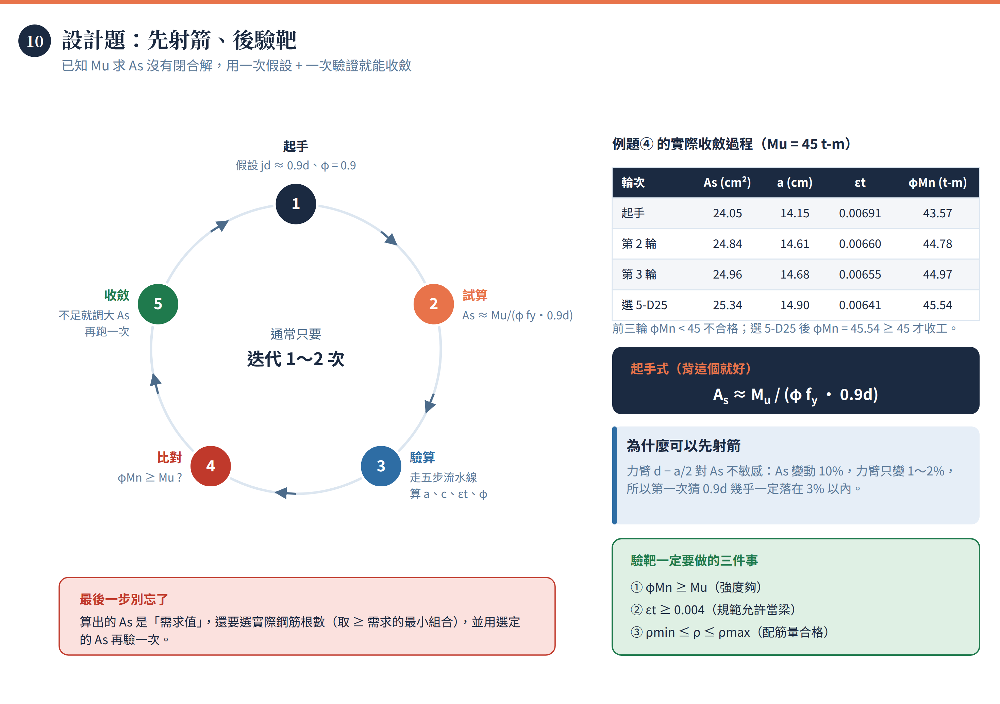 10
設計題：先射箭、後驗靶
已知 Mu 求 As 沒有閉合解，用一次假設 + 一次驗證就能收斂
起手
假設 jd ≈ 0.9d、φ = 0.9
1
2
試算
As ≈ Mu/(φ fy・0.9d)
3
驗算
走五步流水線
算 a、c、εt、φ
4
比對
φMn ≥ Mu ?
5
收斂
不足就調大 As
再跑一次
通常只要
迭代 1～2 次
最後一步別忘了
算出的 As 是「需求值」，還要選實際鋼筋根數（取 ≥ 需求的最小組合），並用選定
的 As 再驗一次。
例題④ 的實際收斂過程（Mu = 45 t-m）
輪次 As (cm²) a (cm) εt φMn (t-m)
起手 24.05 14.15 0.00691 43.57
第 2 輪 24.84 14.61 0.00660 44.78
第 3 輪 24.96 14.68 0.00655 44.97
選 5-D25 25.34 14.90 0.00641 45.54
前三輪 φMn < 45 不合格；選 5-D25 後 φMn = 45.54 ≥ 45 才收工。
起手式（背這個就好）
As ≈ Mu / (φ fy ・ 0.9d)
為什麼可以先射箭
力臂 d − a/2 對 As 不敏感：As 變動 10%，力臂只變 1～2%，
所以第一次猜 0.9d 幾乎一定落在 3% 以內。
驗靶一定要做的三件事
① φMn ≥ Mu（強度夠）
② εt ≥ 0.004（規範允許當梁）
③ ρmin ≤ ρ ≤ ρmax（配筋量合格）